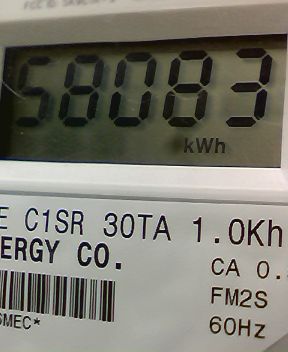 58083
kWh
E C1SR 30TA 1.0Kh
ERGY CO.
CA 0.
FM2S
60Hz
SMEC*